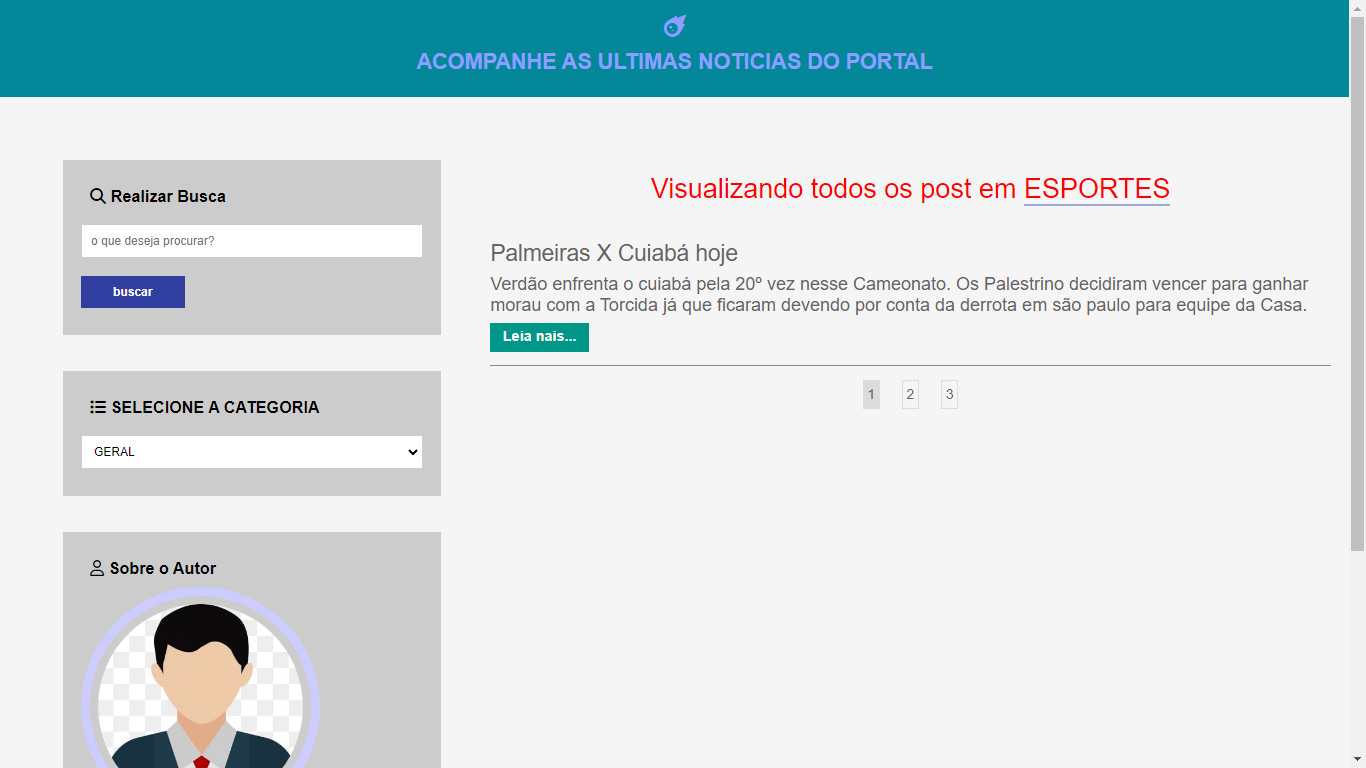 ACOMPANHE AS ULTIMAS NOTICIAS DO PORTAL
Realizar Busca
o que deseja procurar?
buscar
SELECIONE A CATEGORIA
GERAL
Sobre o Autor
Visualizando todos os post em ESPORTES
Palmeiras X Cuiabá hoje
Verdão enfrenta o cuiabá pela 20º vez nesse Cameonato. Os Palestrino decidiram vencer para ganhar
morau com a Torcida já que ficaram devendo por conta da derrota em são paulo para equipe da Casa.
Leia nais...
1 2 3